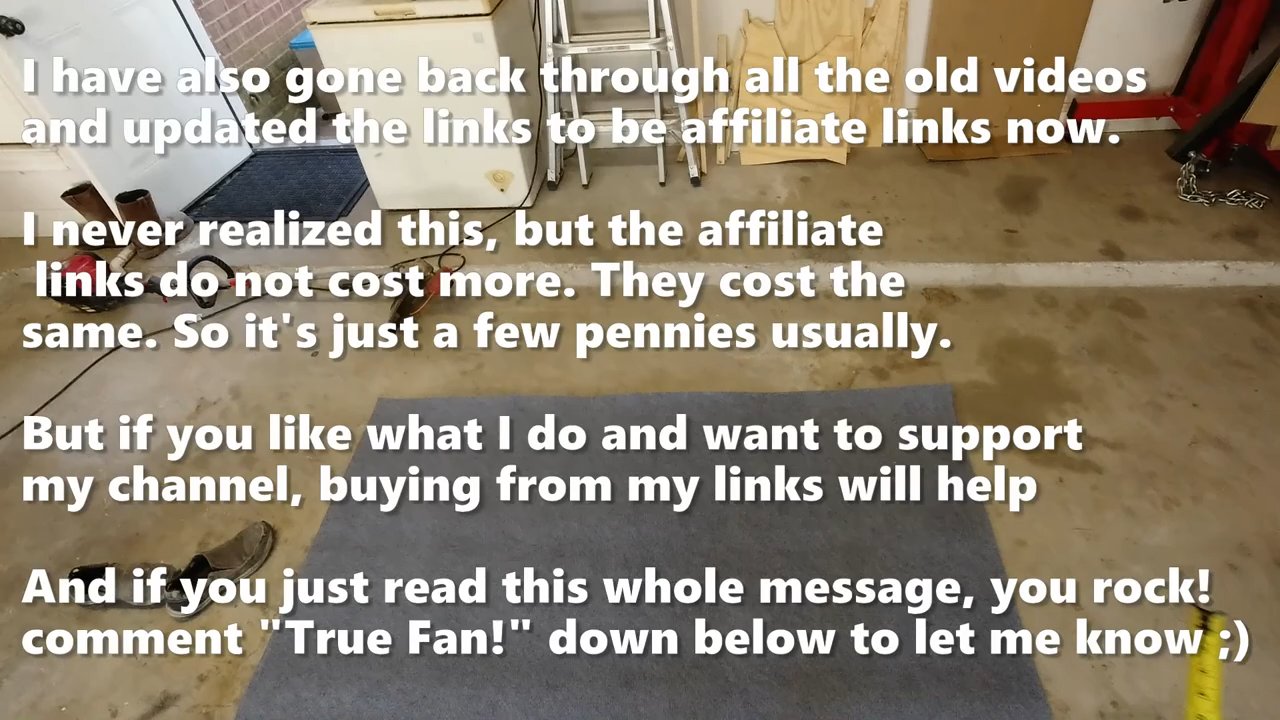 I have also gone back through all the old videos
and updated the links to be affiliate links now.
I never realized this, but the affiliate
links do not cost more. They cost the
same. So it's just a few pennies usually.
But if you like what I do and want to support
my channel, buying from my links will help
And if you just read this whole message, you rock!
comment "True Fan!" down below to let me know ;)